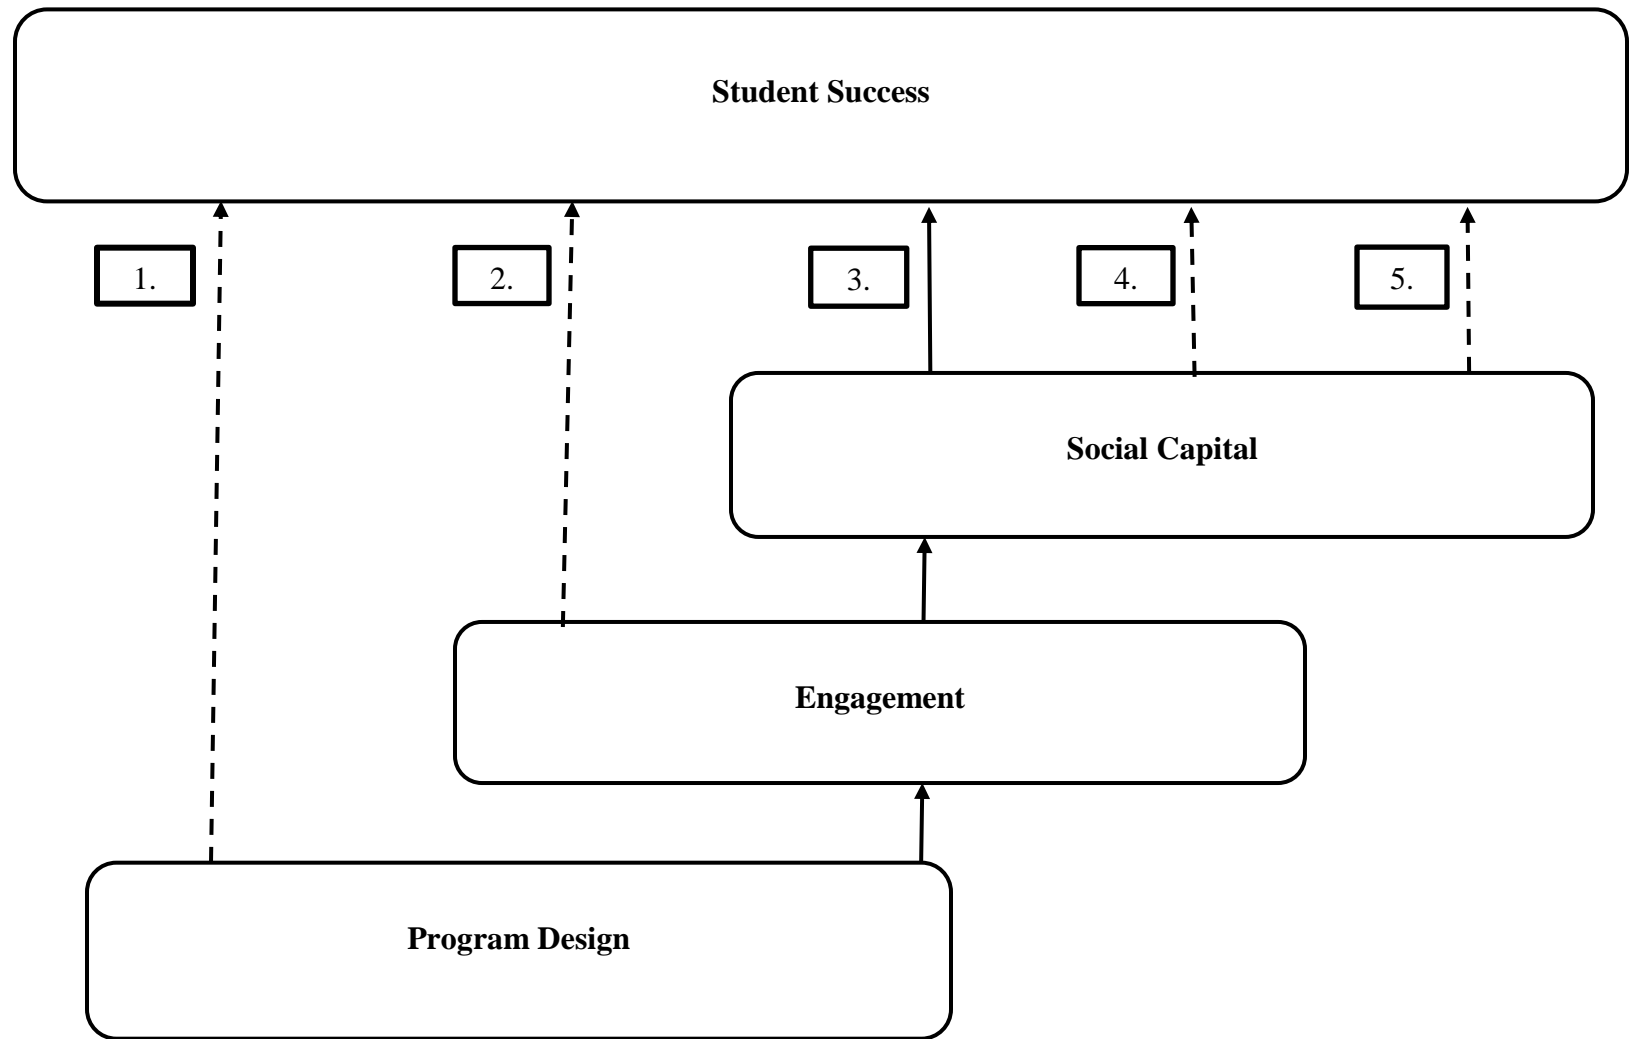 Student Success
1.
2.
3.
4.
5.
Social Capital
Engagement
Program Design